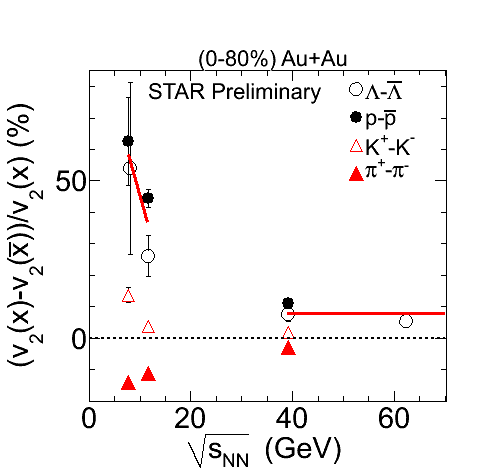 (0-80%) Au+Au
STAR Preliminary
Λ-Λ̅
p-p̅
K⁺-K⁻
π⁺-π⁻
(v₂(x)-v₂(x̅))/v₂(x) (%)
50
0
0 20 40 60
√sNN (GeV)